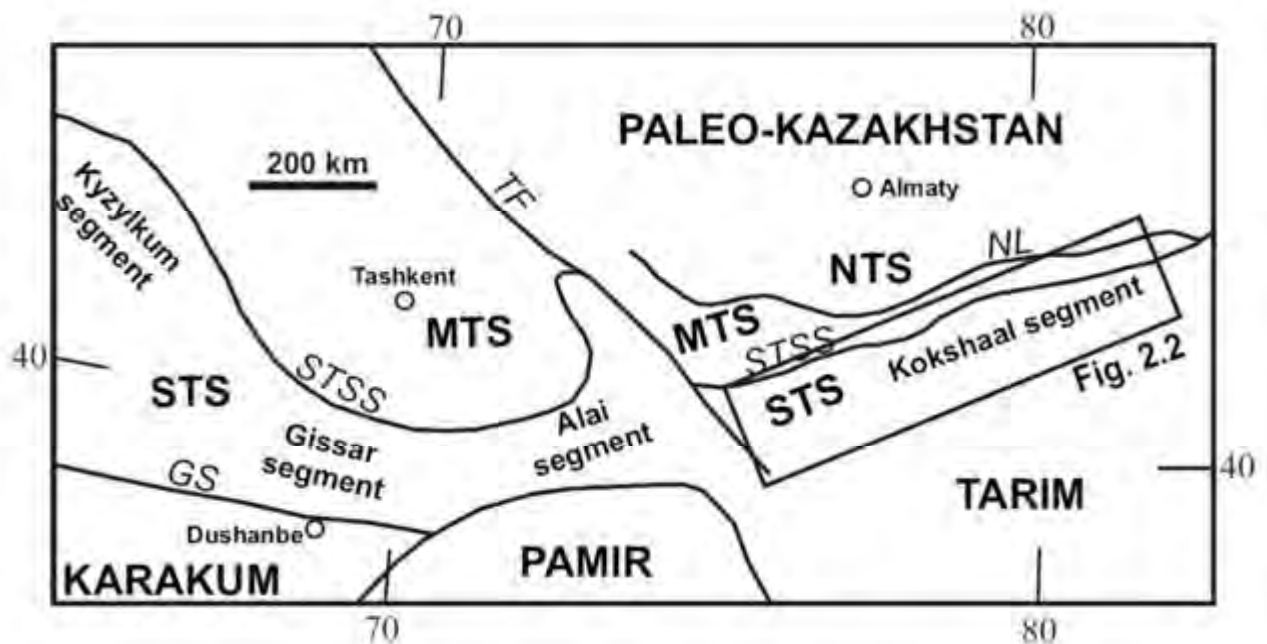 70
80
PALEO-KAZAKHSTAN
200 km
Kyzylkum
segment
TF
Almaty
NL
NTS
Tashkent
MTS
MTS
STSS
Kokshaal segment
Fig. 2.2
40
STSS
STS
STS
Alai
segment
Gissar
segment
GS
40
TARIM
Dushanbe
PAMIR
KARAKUM
70
80